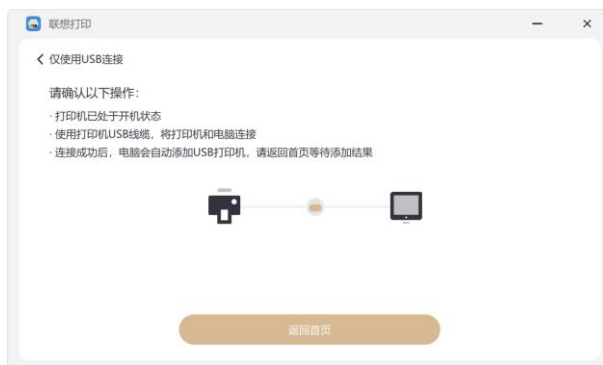 联想打印
仅使用USB连接
请确认以下操作：
· 打印机已处于开机状态
· 使用打印机USB线缆，将打印机和电脑连接
· 连接成功后，电脑会自动添加USB打印机，请返回首页等待添加结果
返回首页